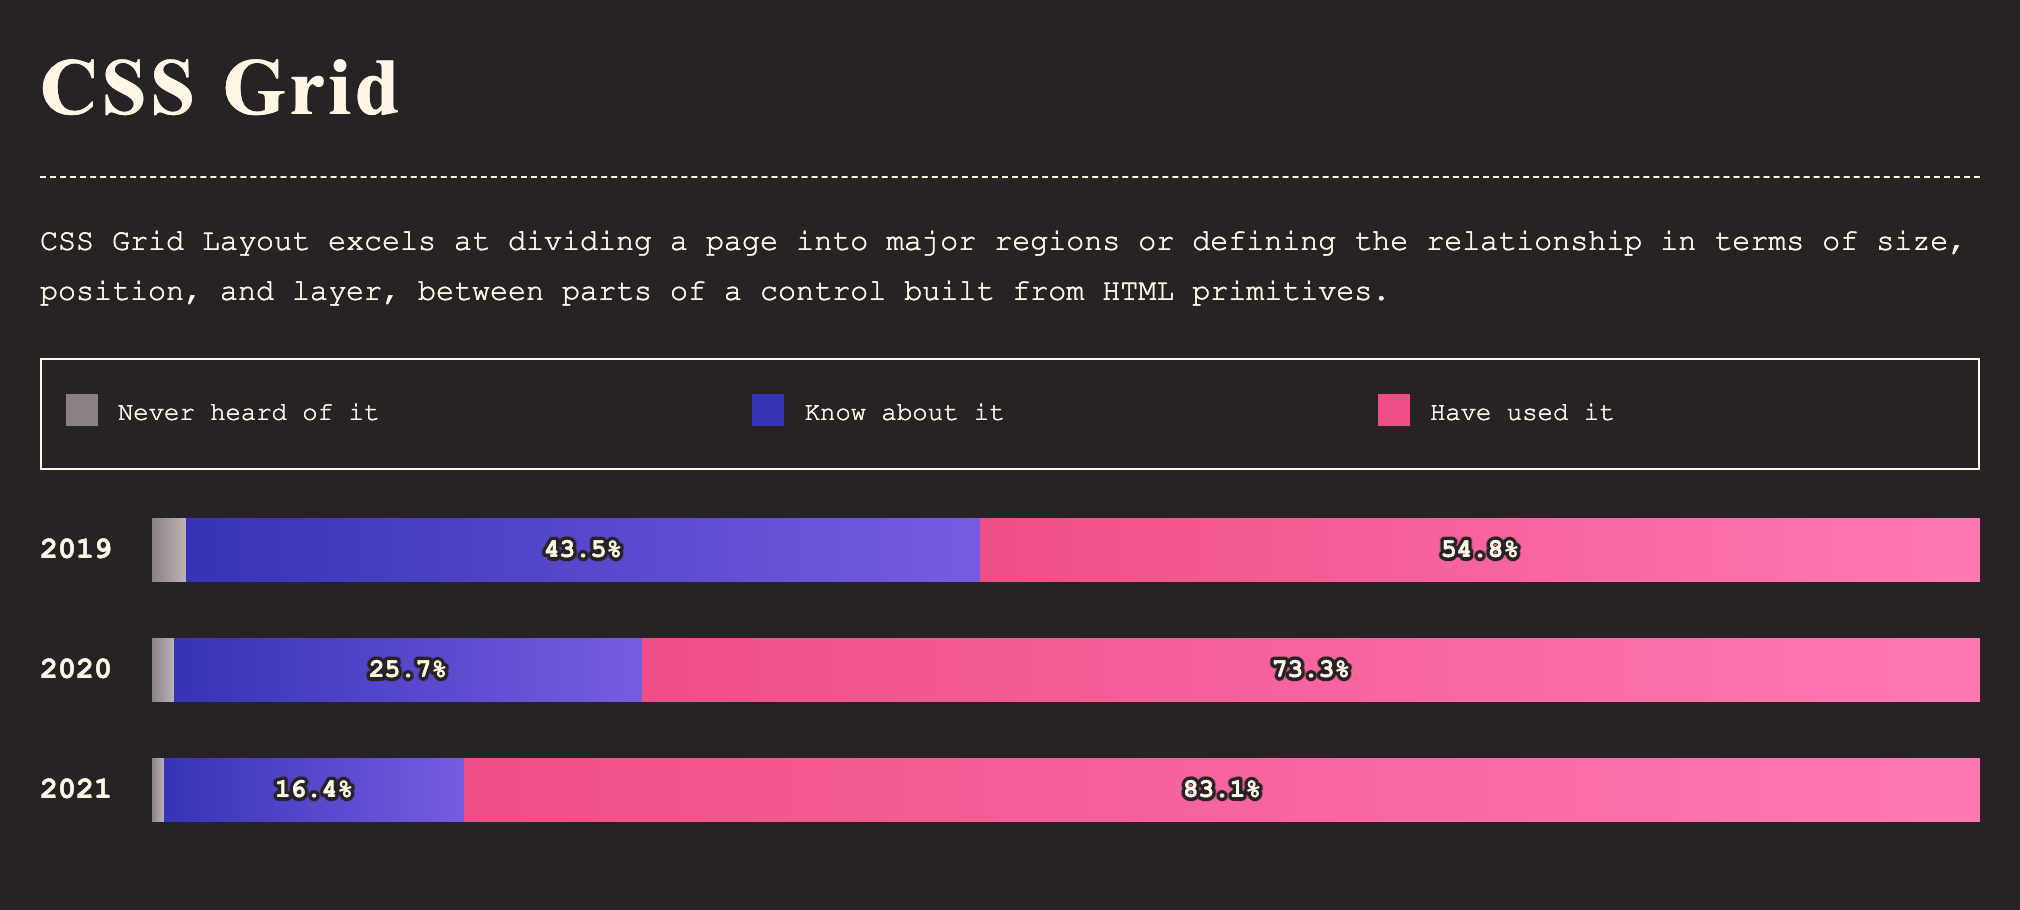 CSS Grid
CSS Grid Layout excels at dividing a page into major regions or defining the relationship in terms of size,
position, and layer, between parts of a control built from HTML primitives.
Never heard of it Know about it Have used it
2019 43.5% 54.8%
2020 25.7% 73.3%
2021 16.4% 83.1%